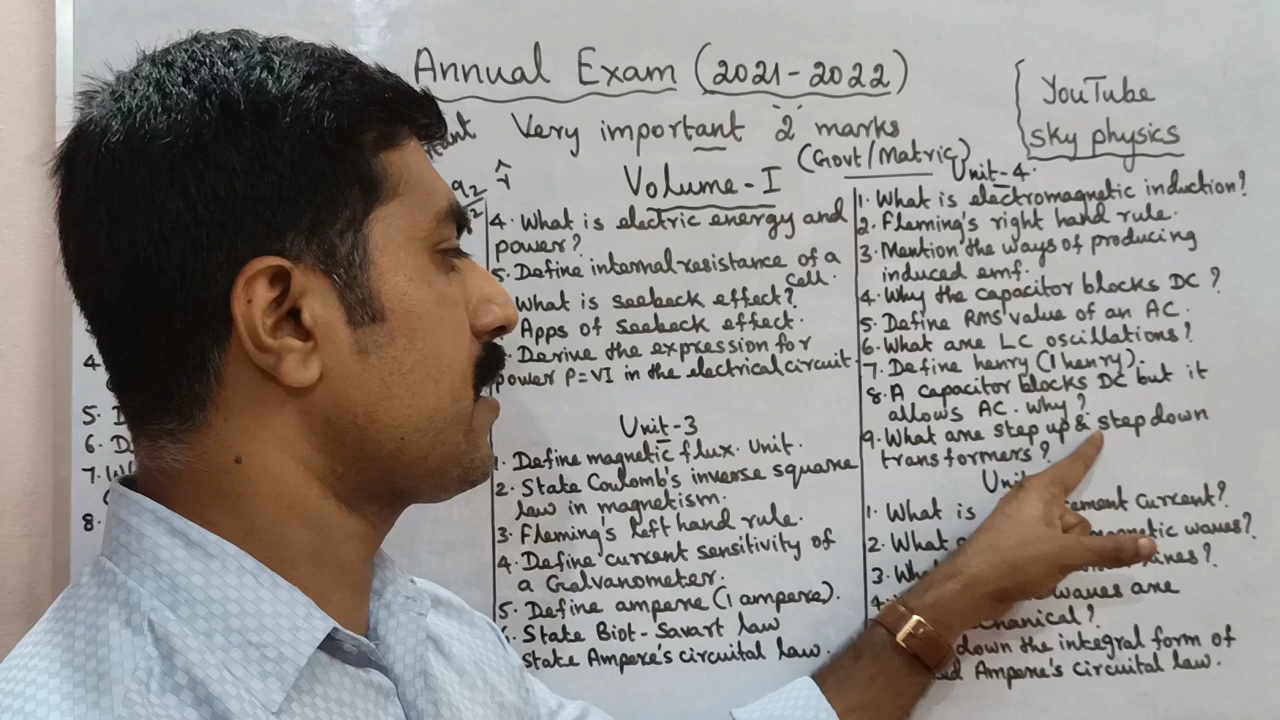 Annual Exam (2021-2022)
Very important 2 marks
(Govt/Matric)
YouTube
sky physics
Volume-I
4.
5.
6.
7.
8.
4. What is electric energy and
power?
5. Define internal resistance of a
cell.
What is seebeck effect?
Apps of seebeck effect.
Derive the expression for
power P=VI in the electrical circuit.
Unit-3
1. Define magnetic flux. Unit.
2. State Coulomb's inverse square
law in magnetism.
3. Fleming's left hand rule.
4. Define current sensitivity of
a Galvanometer.
5. Define ampere (1 ampere).
State Biot-Savart law
state Ampere's circuital law.
Unit-4
1. What is electromagnetic induction?
2. Fleming's right hand rule.
3. Mention the ways of producing
induced emf.
4. Why the capacitor blocks DC?
5. Define RMS value of an AC.
6. What are LC oscillations?
7. Define henry (1 henry).
8. A capacitor blocks DC but it
allows AC. Why?
9. What are step up & step down
transformers?
1. What is
current?
2.
waves?
3.
waves are
down the integral form of
Ampere's circuital law.